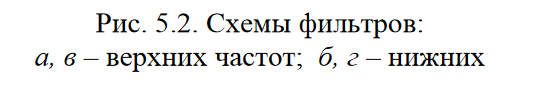 Рис. 5.2. Схемы фильтров:
а, в – верхних частот; б, г – нижних